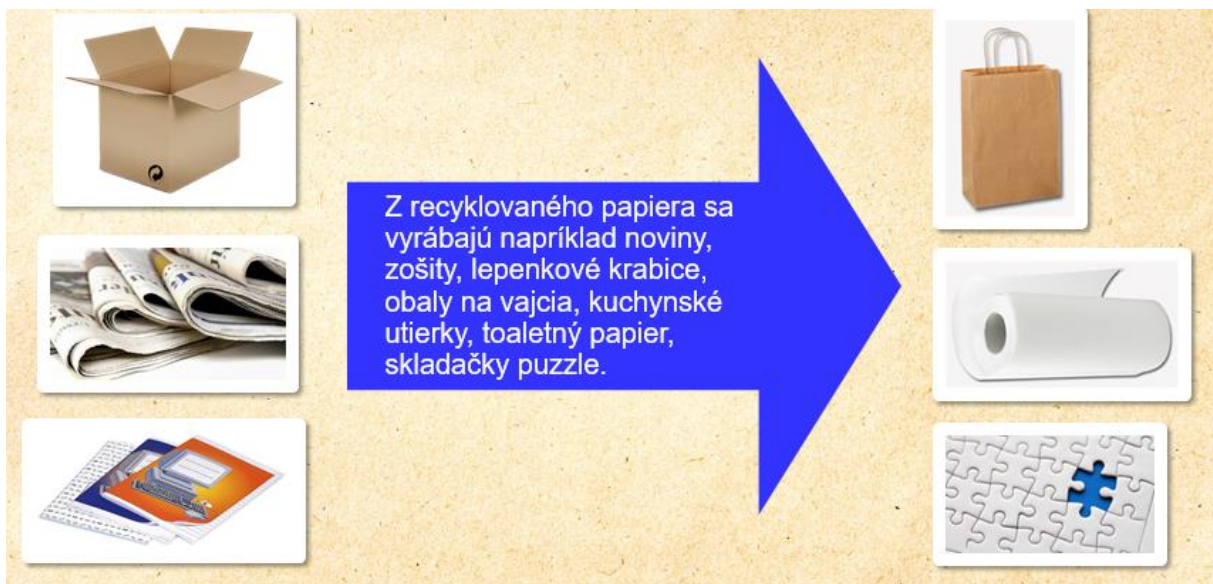 Z recyklovaného papiera sa
vyrábajú napríklad noviny,
zošity, lepenkové krabice,
obaly na vajcia, kuchynské
utierky, toaletný papier,
skladačky puzzle.